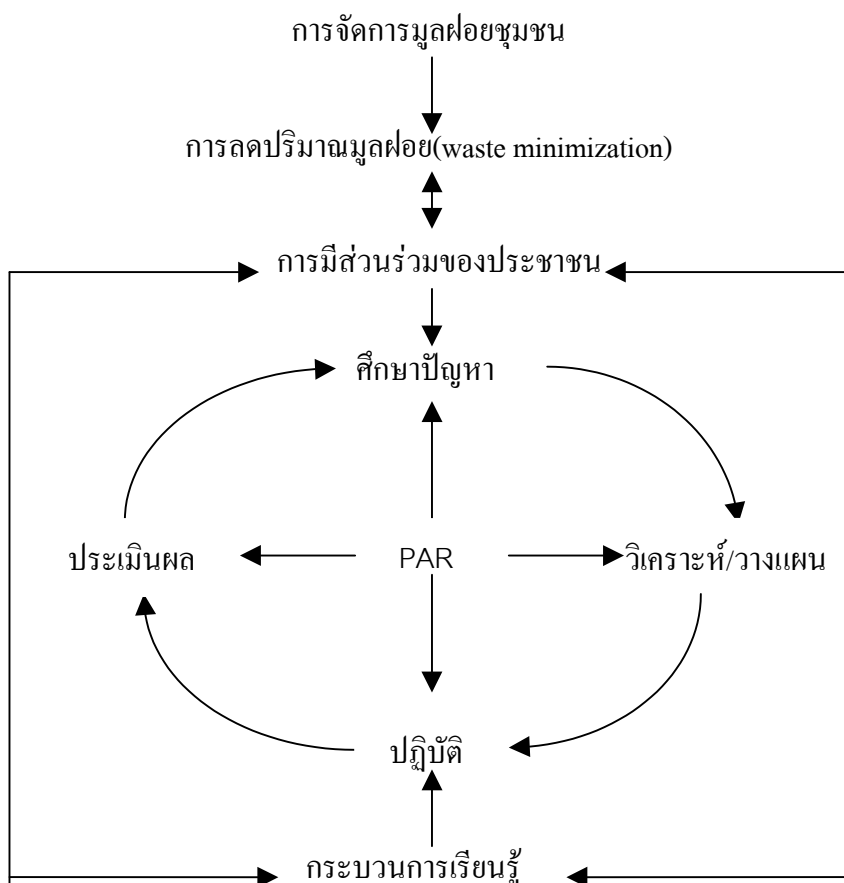 การจัดการมูลฝอยชุมชน
การลดปริมาณมูลฝอย(waste minimization)
การมีส่วนร่วมของประชาชน
ศึกษาปัญหา
ประเมินผล
PAR
วิเคราะห์/วางแผน
ปฏิบัติ
กระบวนการเรียนรู้